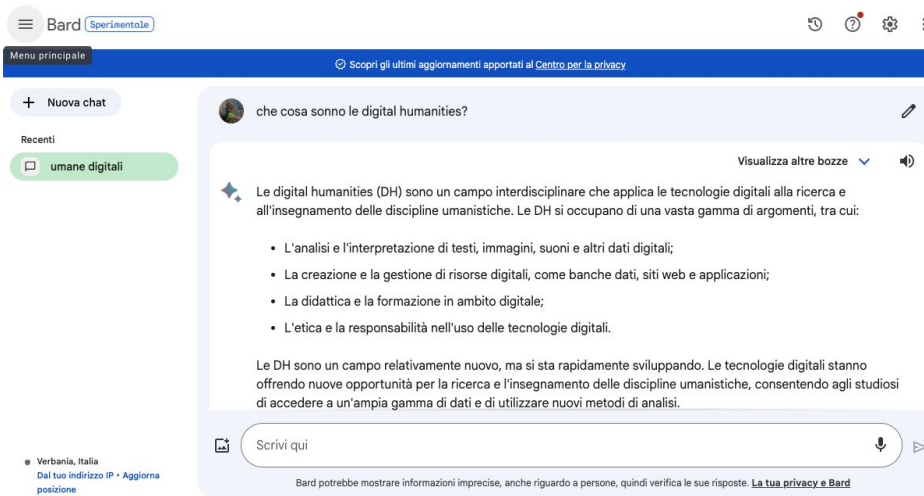 Bard Sperimentale
Menu principale
Scopri gli ultimi aggiornamenti apportati al Centro per la privacy
+ Nuova chat
Recenti
umane digitali
che cosa sonno le digital humanities?
Visualizza altre bozze
Le digital humanities (DH) sono un campo interdisciplinare che applica le tecnologie digitali alla ricerca e
all'insegnamento delle discipline umanistiche. Le DH si occupano di una vasta gamma di argomenti, tra cui:
• L'analisi e l'interpretazione di testi, immagini, suoni e altri dati digitali;
• La creazione e la gestione di risorse digitali, come banche dati, siti web e applicazioni;
• La didattica e la formazione in ambito digitale;
• L'etica e la responsabilità nell'uso delle tecnologie digitali.
Le DH sono un campo relativamente nuovo, ma si sta rapidamente sviluppando. Le tecnologie digitali stanno
offrendo nuove opportunità per la ricerca e l'insegnamento delle discipline umanistiche, consentendo agli studiosi
di accedere a un'ampia gamma di dati e di utilizzare nuovi metodi di analisi.
Scrivi qui
Verbania, Italia
Dal tuo indirizzo IP • Aggiorna
posizione
Bard potrebbe mostrare informazioni imprecise, anche riguardo a persone, quindi verifica le sue risposte. La tua privacy e Bard